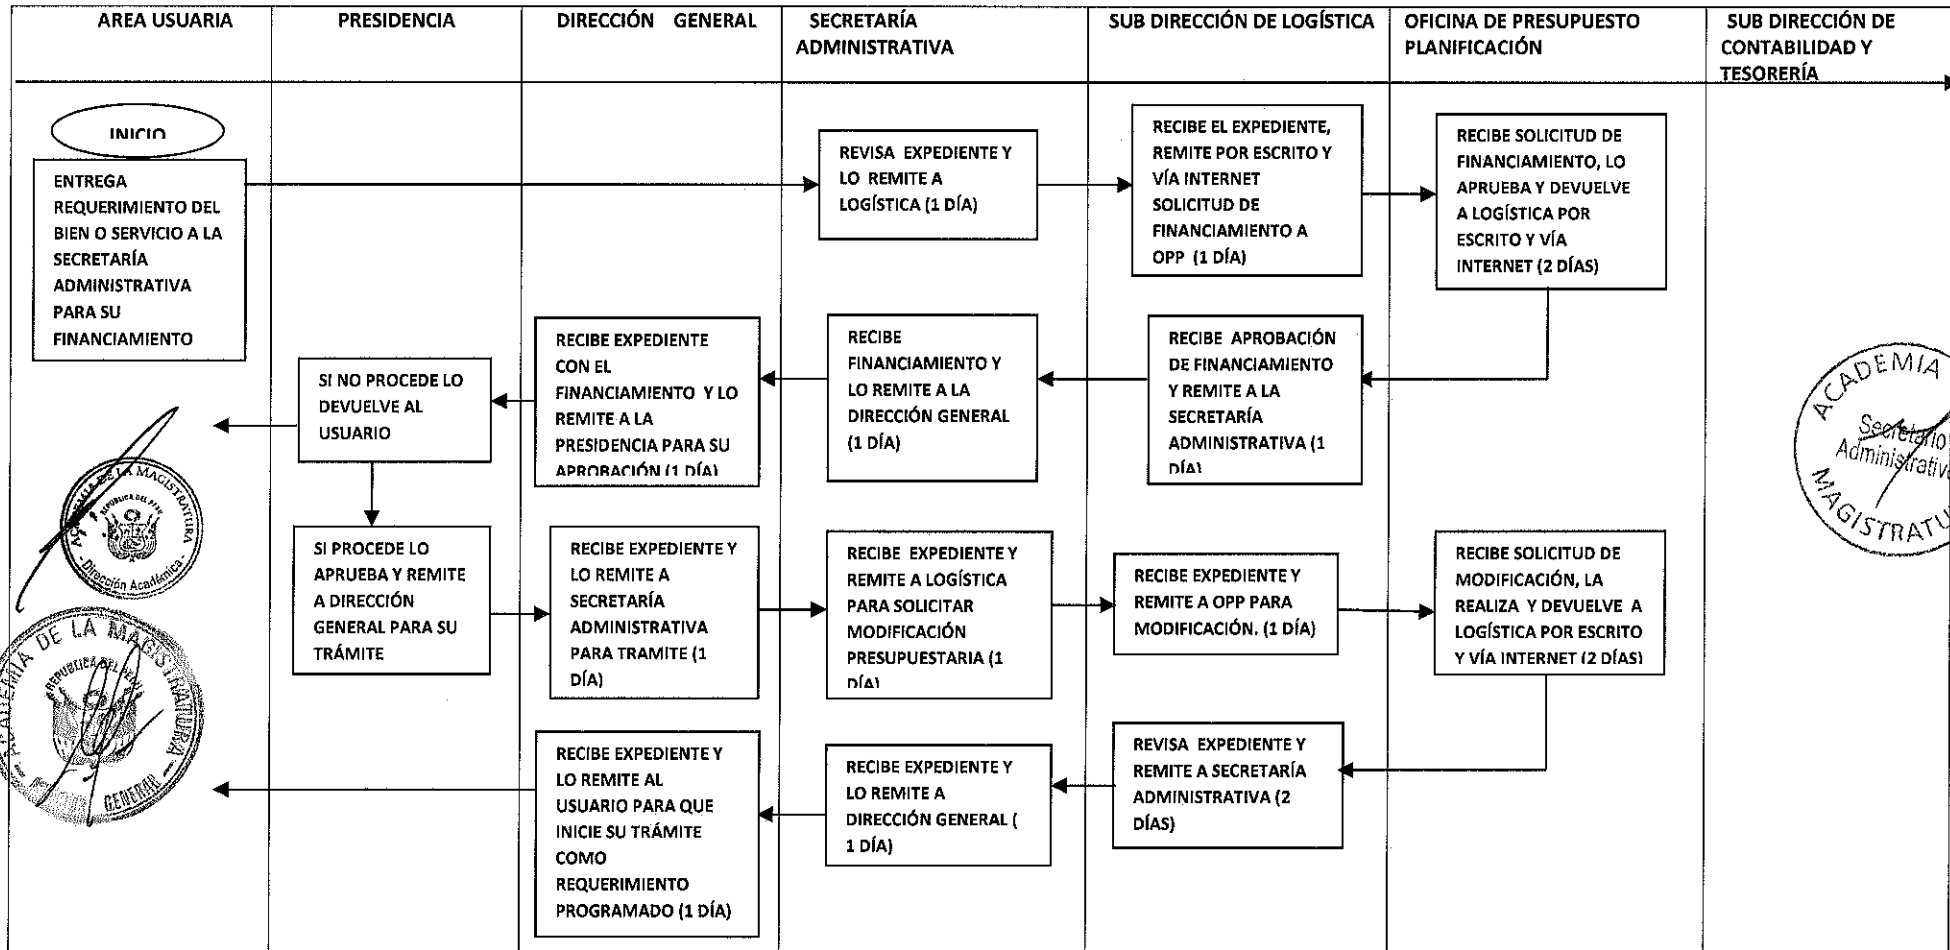 AREA USUARIA
PRESIDENCIA
DIRECCIÓN GENERAL
SECRETARÍA
ADMINISTRATIVA
SUB DIRECCIÓN DE LOGÍSTICA
OFICINA DE PRESUPUESTO
PLANIFICACIÓN
SUB DIRECCIÓN DE
CONTABILIDAD Y
TESORERÍA
INICIO
ENTREGA
REQUERIMIENTO DEL
BIEN O SERVICIO A LA
SECRETARÍA
ADMINISTRATIVA
PARA SU
FINANCIAMIENTO
REVISA EXPEDIENTE Y
LO REMITE A
LOGÍSTICA (1 DÍA)
RECIBE EL EXPEDIENTE,
REMITE POR ESCRITO Y
VÍA INTERNET
SOLICITUD DE
FINANCIAMIENTO A
OPP (1 DÍA)
RECIBE SOLICITUD DE
FINANCIAMIENTO, LO
APRUEBA Y DEVUELVE
A LOGÍSTICA POR
ESCRITO Y VÍA
INTERNET (2 DÍAS)
RECIBE APROBACIÓN
DE FINANCIAMIENTO
Y REMITE A LA
SECRETARÍA
ADMINISTRATIVA (1
DÍA)
RECIBE
FINANCIAMIENTO Y
LO REMITE A LA
DIRECCIÓN GENERAL
(1 DÍA)
RECIBE EXPEDIENTE
CON EL
FINANCIAMIENTO Y LO
REMITE A LA
PRESIDENCIA PARA SU
APROBACIÓN (1 DÍA)
SI NO PROCEDE LO
DEVUELVE AL
USUARIO
SI PROCEDE LO
APRUEBA Y REMITE
A DIRECCIÓN
GENERAL PARA SU
TRÁMITE
RECIBE EXPEDIENTE Y
LO REMITE A
SECRETARÍA
ADMINISTRATIVA
PARA TRAMITE (1
DÍA)
RECIBE EXPEDIENTE Y
REMITE A LOGÍSTICA
PARA SOLICITAR
MODIFICACIÓN
PRESUPUESTARIA (1
DÍA)
RECIBE EXPEDIENTE Y
REMITE A OPP PARA
MODIFICACIÓN. (1 DÍA)
RECIBE SOLICITUD DE
MODIFICACIÓN, LA
REALIZA Y DEVUELVE A
LOGÍSTICA POR ESCRITO
Y VÍA INTERNET (2 DÍAS)
REVISA EXPEDIENTE Y
REMITE A SECRETARÍA
ADMINISTRATIVA (2
DÍAS)
RECIBE EXPEDIENTE Y
LO REMITE A
DIRECCIÓN GENERAL (
1 DÍA)
RECIBE EXPEDIENTE Y
LO REMITE AL
USUARIO PARA QUE
INICIE SU TRÁMITE
COMO
REQUERIMIENTO
PROGRAMADO (1 DÍA)
ACADEMIA DE LA MAGISTRATURA
REPUBLICA DEL PERU
- Dirección Académica -
ACADEMIA DE LA MAGISTRATURA
REPUBLICA DEL PERU
GENERAL
ACADEMIA
Secretario
Administrativo
MAGISTRATU